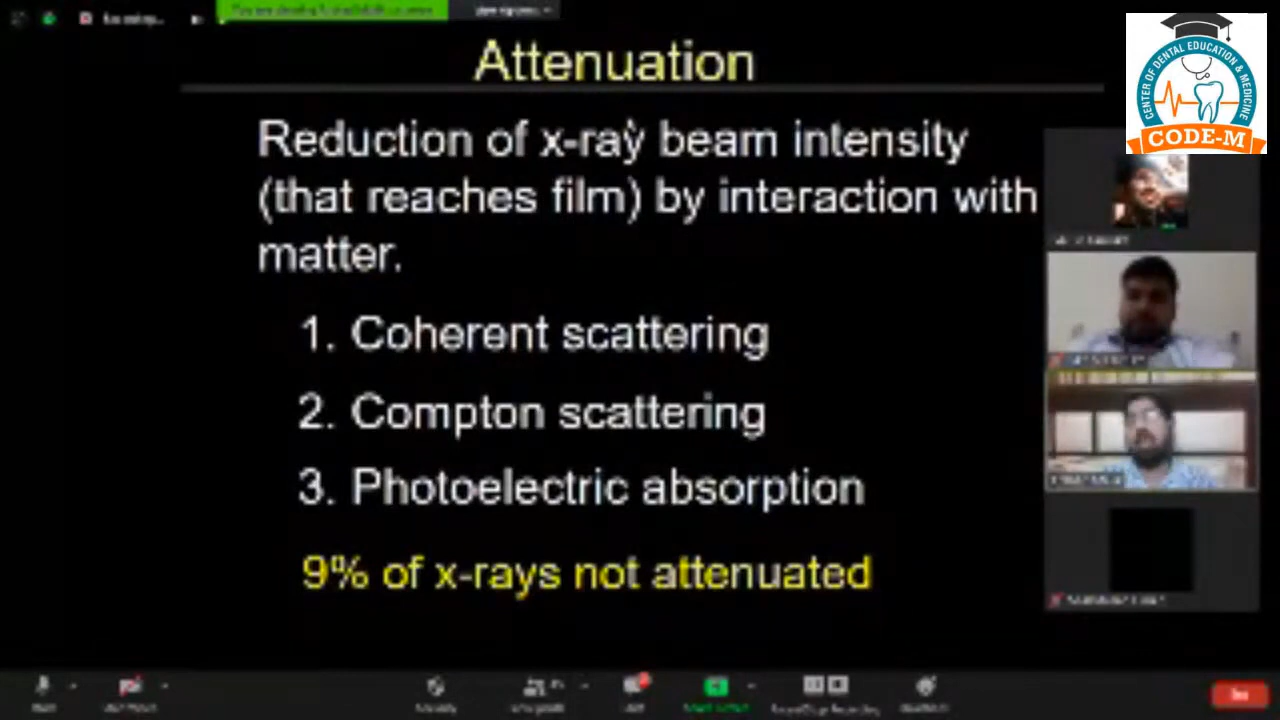 Attenuation
Reduction of x-ray beam intensity
(that reaches film) by interaction with
matter.
1. Coherent scattering
2. Compton scattering
3. Photoelectric absorption
9% of x-rays not attenuated
CENTER OF DENTAL EDUCATION & MEDICINE
CODE-M